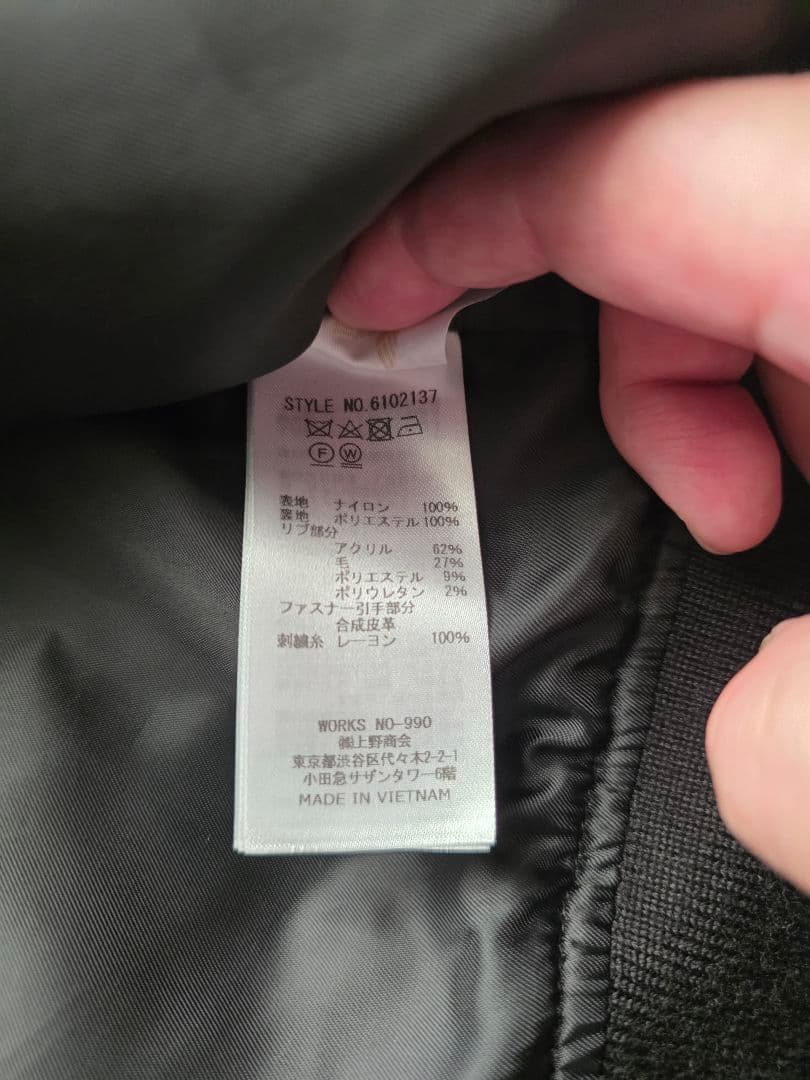 STYLE NO.6102137
F W
表地 ナイロン 100%
裏地 ポリエステル 100%
リブ部分
アクリル 62%
毛 27%
ポリエステル 9%
ポリウレタン 2%
ファスナー引手部分
合成皮革
刺繍糸 レーヨン 100%
WORKS NO-990
㈱上野商会
東京都渋谷区代々木2-2-1
小田急サザンタワー6階
MADE IN VIETNAM